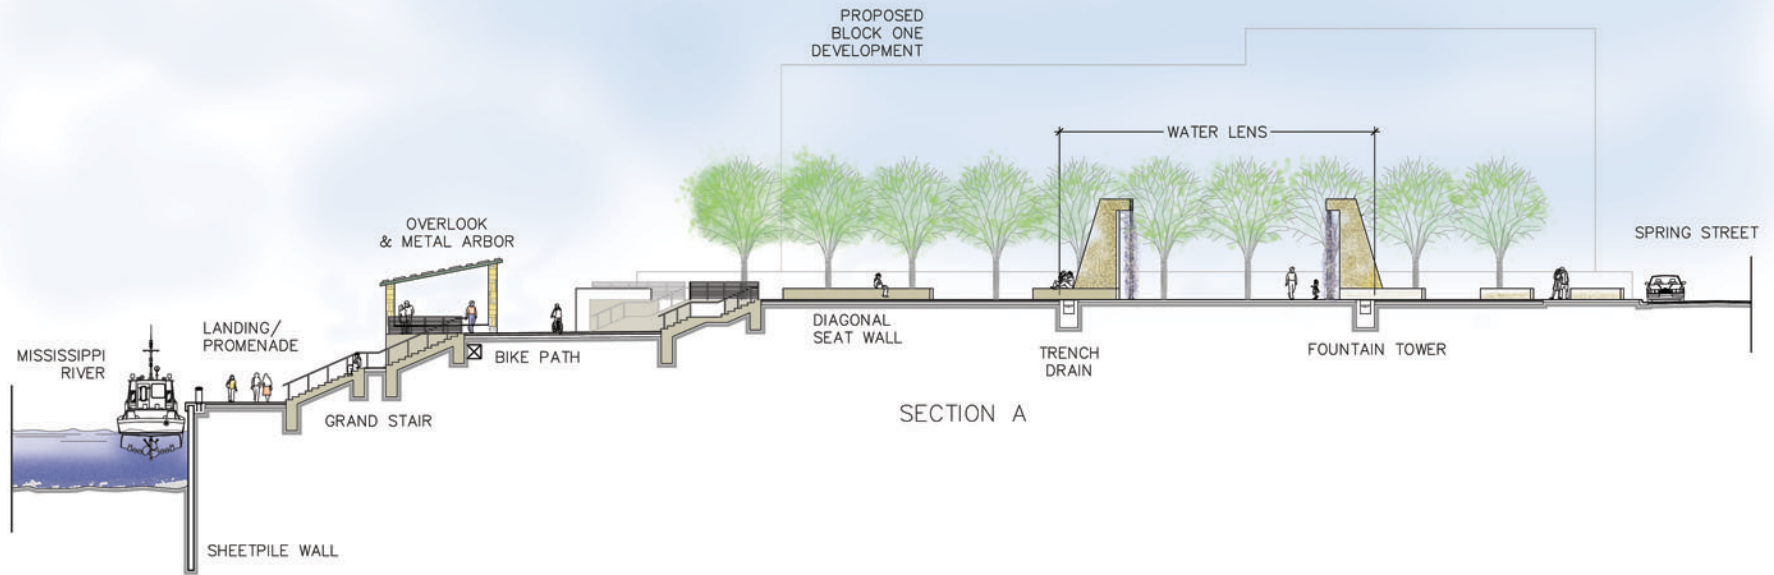 PROPOSED
BLOCK ONE
DEVELOPMENT
WATER LENS
OVERLOOK
& METAL ARBOR
SPRING STREET
LANDING/
PROMENADE
MISSISSIPPI
RIVER
BIKE PATH
DIAGONAL
SEAT WALL
TRENCH
DRAIN
FOUNTAIN TOWER
GRAND STAIR
SECTION A
SHEETPILE WALL